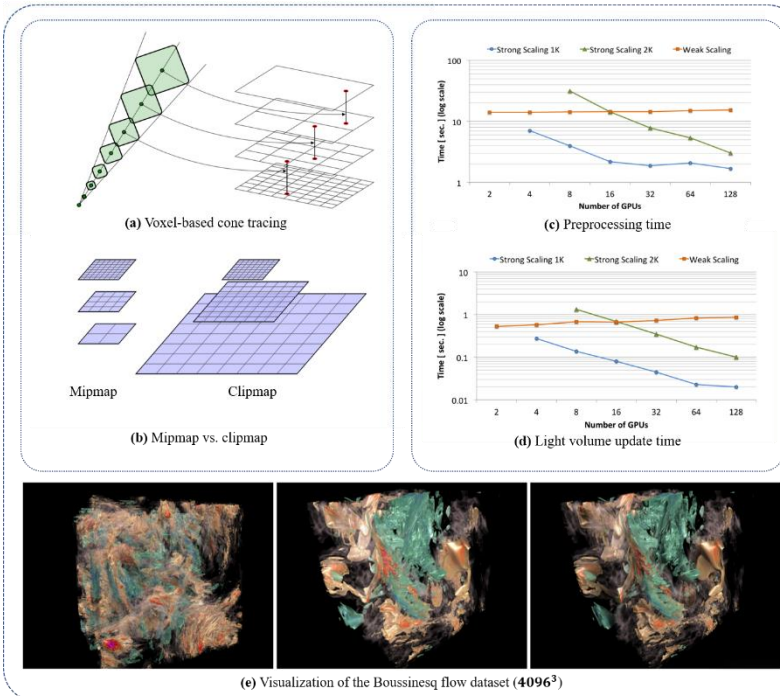 (a) Voxel-based cone tracing
Mipmap
Clipmap
(b) Mipmap vs. clipmap
Strong Scaling 1K
Strong Scaling 2K
Weak Scaling
Time [ sec. ] (log scale)
100
10
1
2 4 8 16 32 64 128
Number of GPUs
(c) Preprocessing time
Strong Scaling 1K
Strong Scaling 2K
Weak Scaling
Time [ sec. ] (log scale)
10
1
0.1
0.01
2 4 8 16 32 64 128
Number of GPUs
(d) Light volume update time
(e) Visualization of the Boussinesq flow dataset (4096³)